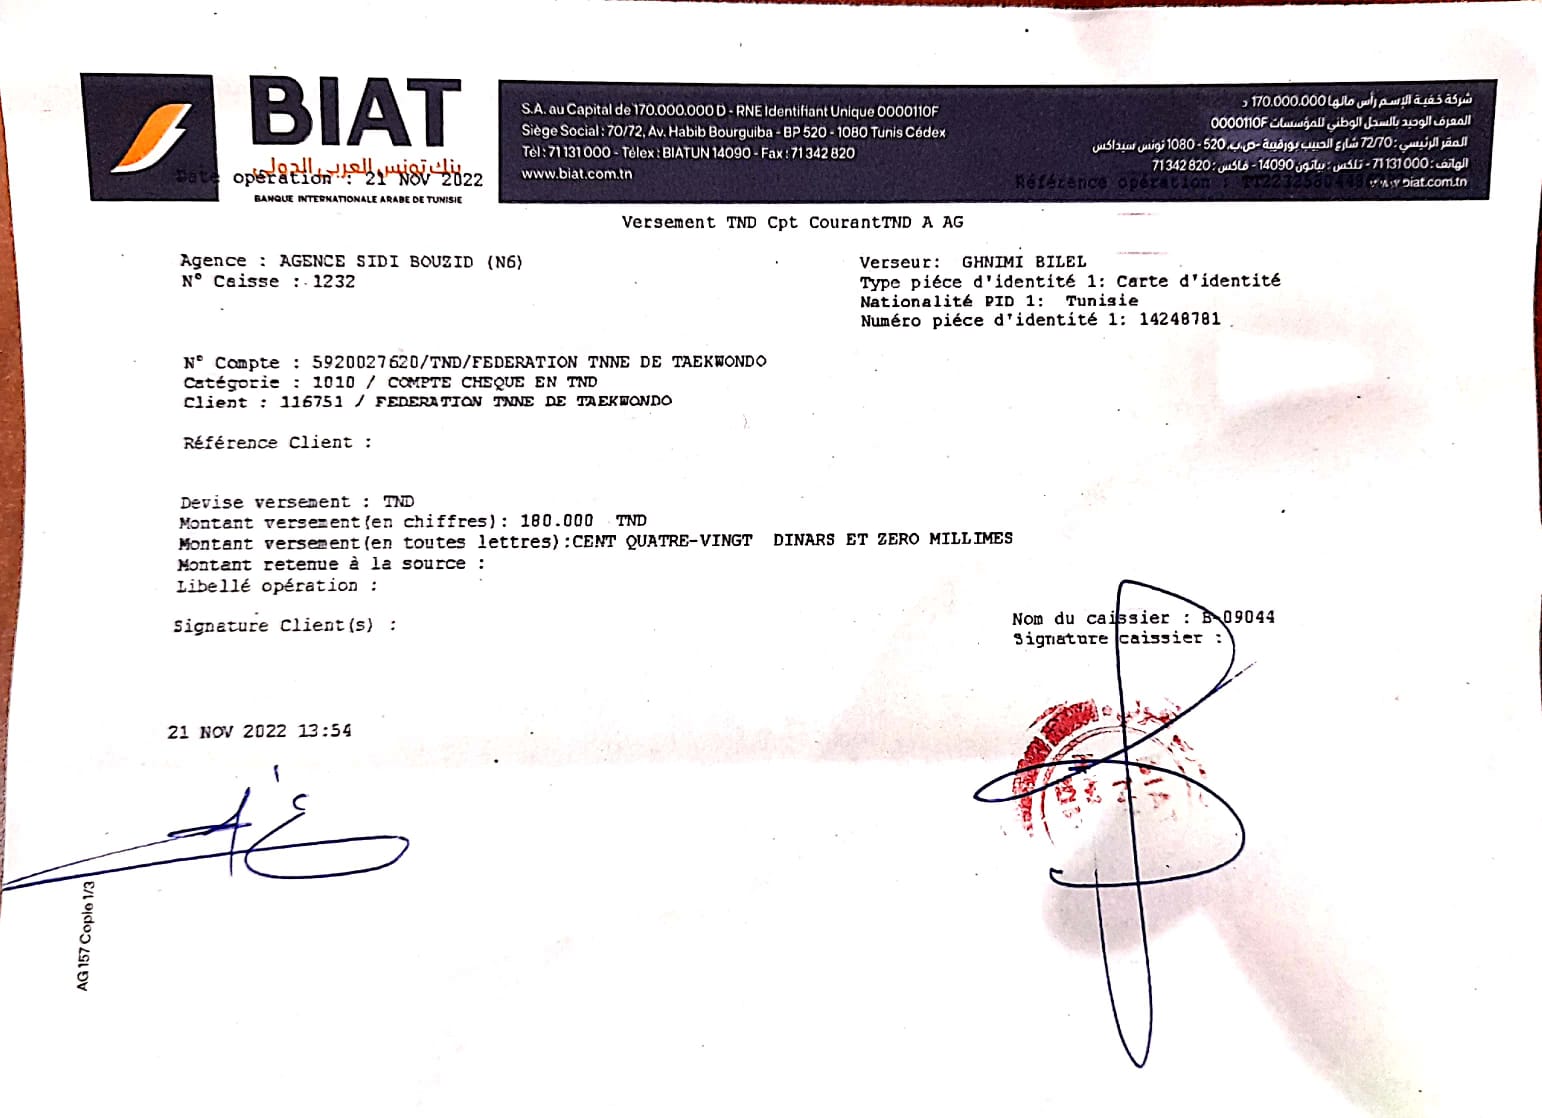 BIAT
بنك تونس العربي الدولي
BANQUE INTERNATIONALE ARABE DE TUNISIE
S.A. au Capital de 170.000.000 D - RNE Identifiant Unique 0000110F
Siège Social : 70/72, Av. Habib Bourguiba - BP 520 - 1080 Tunis Cédex
Tél : 71 131 000 - Télex : BIATUN 14090 - Fax : 71 342 820
www.biat.com.tn
شركة خفية الإسم رأس مالها 170.000.000 د
المعرف الوحيد بالسجل الوطني للمؤسسات 0000110F
المقر الرئيسي : 72/70 شارع الحبيب بورقيبة -ص.ب. 520 - 1080 تونس سيداكس
الهاتف : 71 131 000 - تلكس : بياتون 14090 - فاكس : 71 342 820
www.biat.com.tn
Date opération : 21 NOV 2022
Référence opération :
Versement TND Cpt CourantTND A AG
Agence : AGENCE SIDI BOUZID (N6)
N° Caisse : 1232
Verseur: GHNIMI BILEL
Type piéce d'identité 1: Carte d'identité
Nationalité PID 1: Tunisie
Numéro piéce d'identité 1: 14248781
N° Compte : 5920027620/TND/FEDERATION TNNE DE TAEKWONDO
Catégorie : 1010 / COMPTE CHEQUE EN TND
Client : 116751 / FEDERATION TNNE DE TAEKWONDO
Référence Client :
Devise versement : TND
Montant versement(en chiffres): 180.000 TND
Montant versement(en toutes lettres):CENT QUATRE-VINGT DINARS ET ZERO MILLIMES
Montant retenue à la source :
Libellé opération :
Signature Client(s) :
Nom du caissier : B-09044
Signature caissier :
21 NOV 2022 13:54
AG 157 Copie 1/3